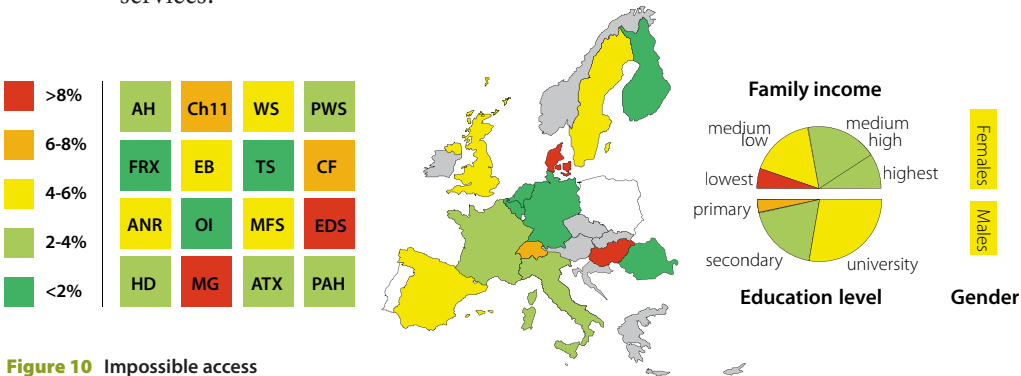 services.
>8%
6-8%
4-6%
2-4%
<2%
AH Ch11 WS PWS
FRX EB TS CF
ANR OI MFS EDS
HD MG ATX PAH
Family income
medium low
medium high
lowest
highest
primary
secondary
university
Education level
Females
Males
Gender
Figure 10 Impossible access